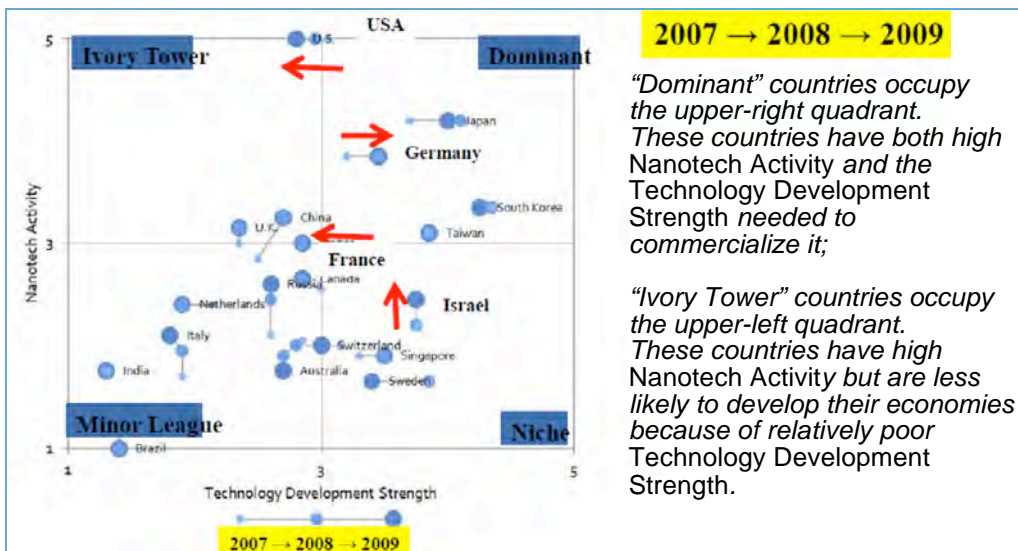 USA
5
U.S.
Ivory Tower
Dominant
Japan
Germany
South Korea
China
U.K.
Taiwan
3
France
Canada
Russia
Netherlands
Israel
Italy
Switzerland
Singapore
India
Australia
Sweden
Minor League
Niche
Brazil
1
1
3
5
Nanotech Activity
Technology Development Strength
2007 → 2008 → 2009
2007 → 2008 → 2009
“Dominant” countries occupy
the upper-right quadrant.
These countries have both high
Nanotech Activity and the
Technology Development
Strength needed to
commercialize it;
“Ivory Tower” countries occupy
the upper-left quadrant.
These countries have high
Nanotech Activity but are less
likely to develop their economies
because of relatively poor
Technology Development
Strength.